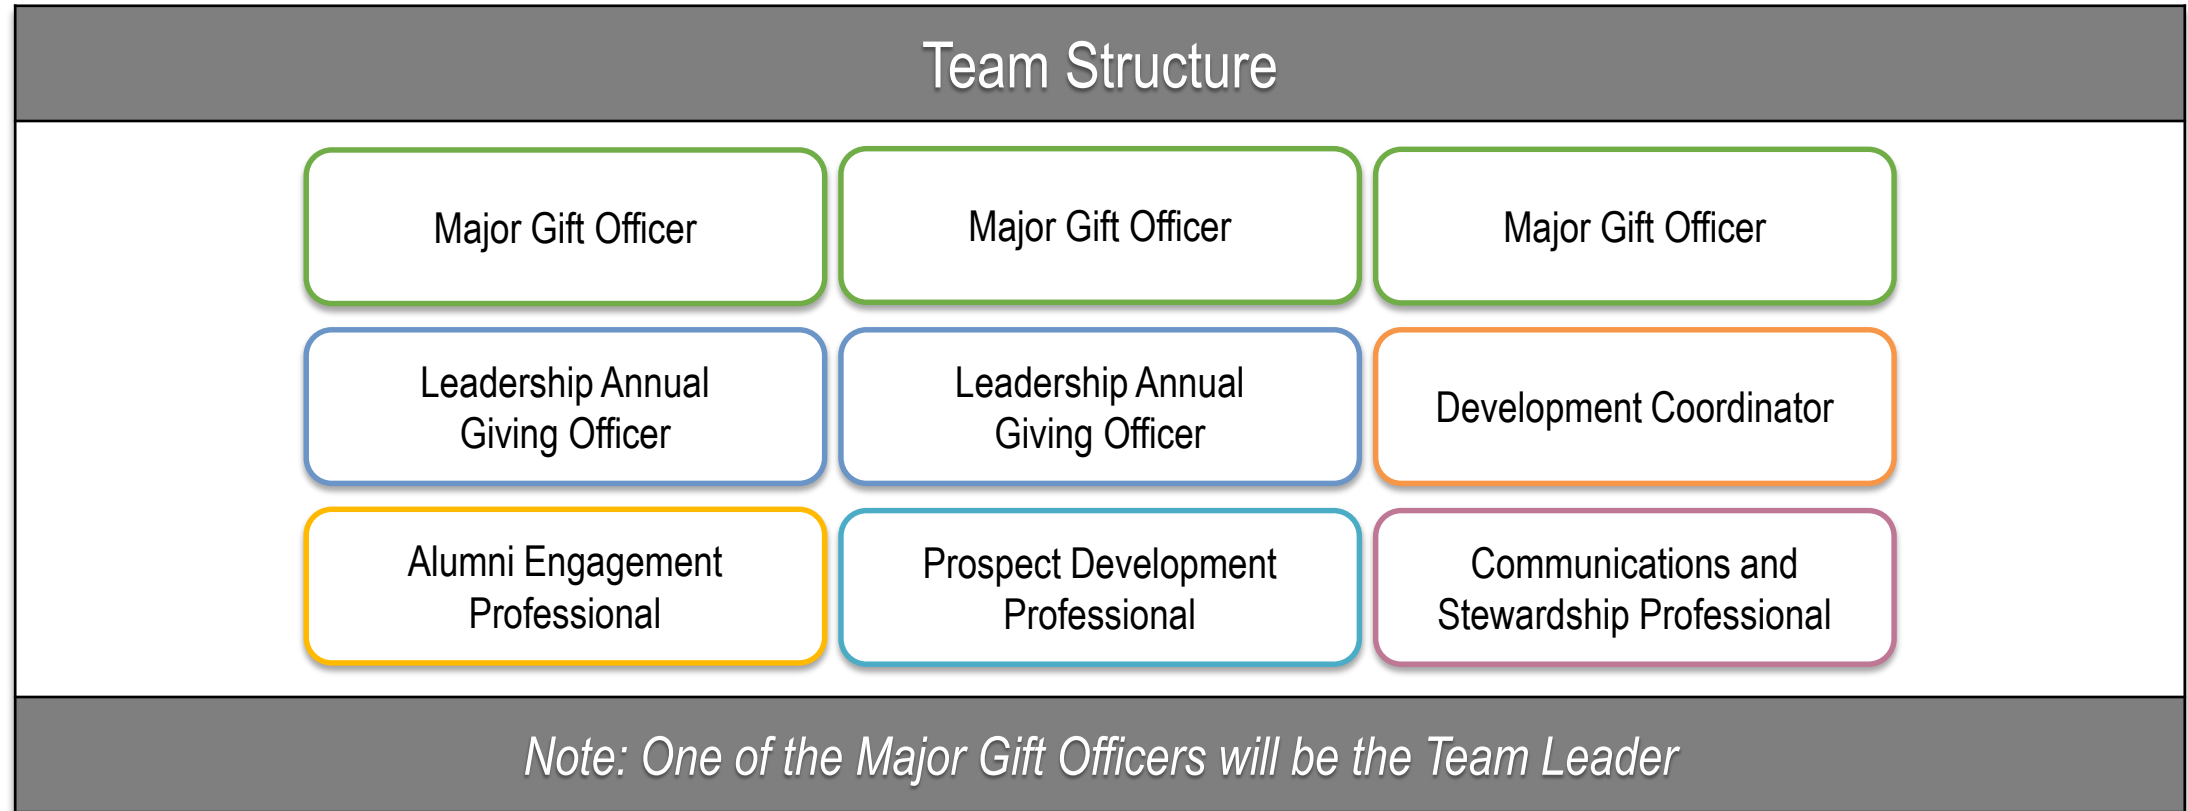 Team Structure
Major Gift Officer
Major Gift Officer
Major Gift Officer
Leadership Annual
Giving Officer
Leadership Annual
Giving Officer
Development Coordinator
Alumni Engagement
Professional
Prospect Development
Professional
Communications and
Stewardship Professional
Note: One of the Major Gift Officers will be the Team Leader